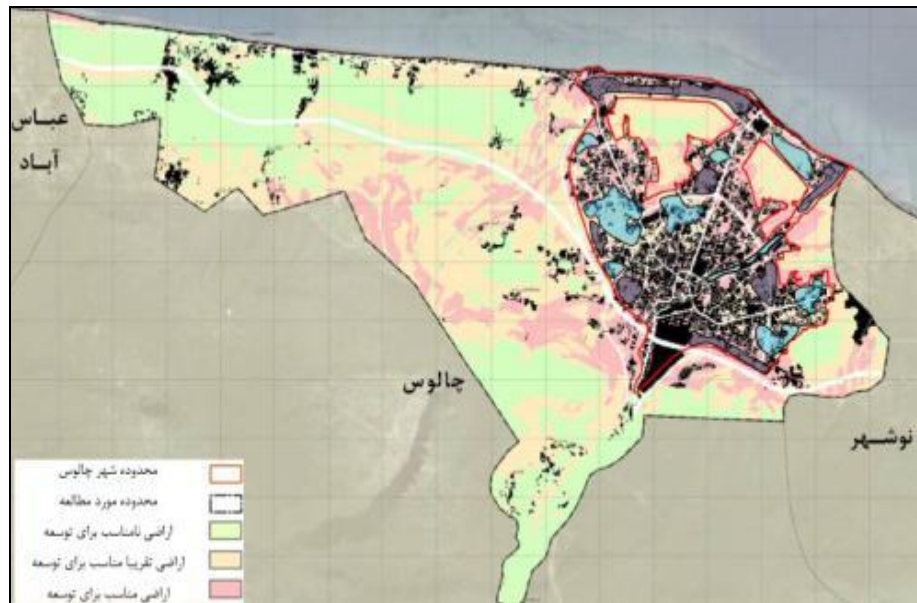 عباس
آباد
چالوس
نوشهر
محدوده شهر چالوس
محدوده مورد مطالعه
اراضی نامناسب برای توسعه
اراضی تقریبا مناسب برای توسعه
اراضی مناسب برای توسعه